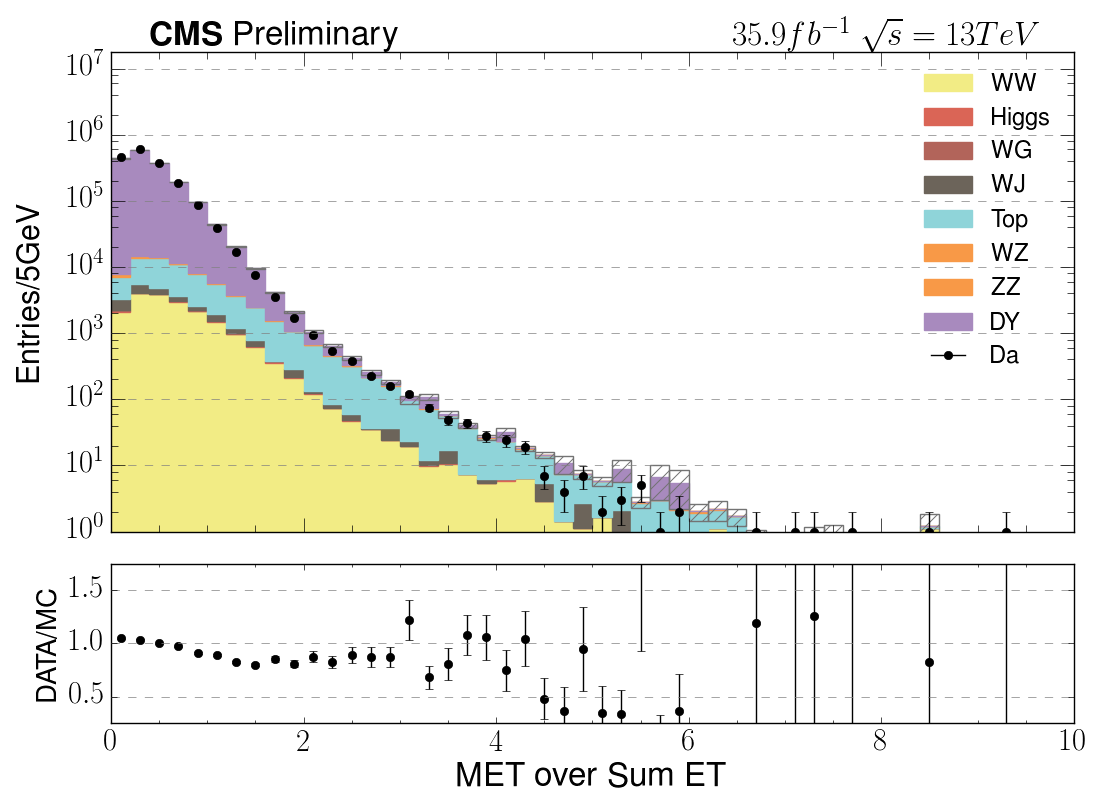 CMS Preliminary 35.9fb⁻¹ √s = 13TeV
Entries/5GeV
10⁷
10⁶
10⁵
10⁴
10³
10²
10¹
10⁰
WW
Higgs
WG
WJ
Top
WZ
ZZ
DY
Da
DATA/MC
1.5
1.0
0.5
0 2 4 6 8 10
MET over Sum ET